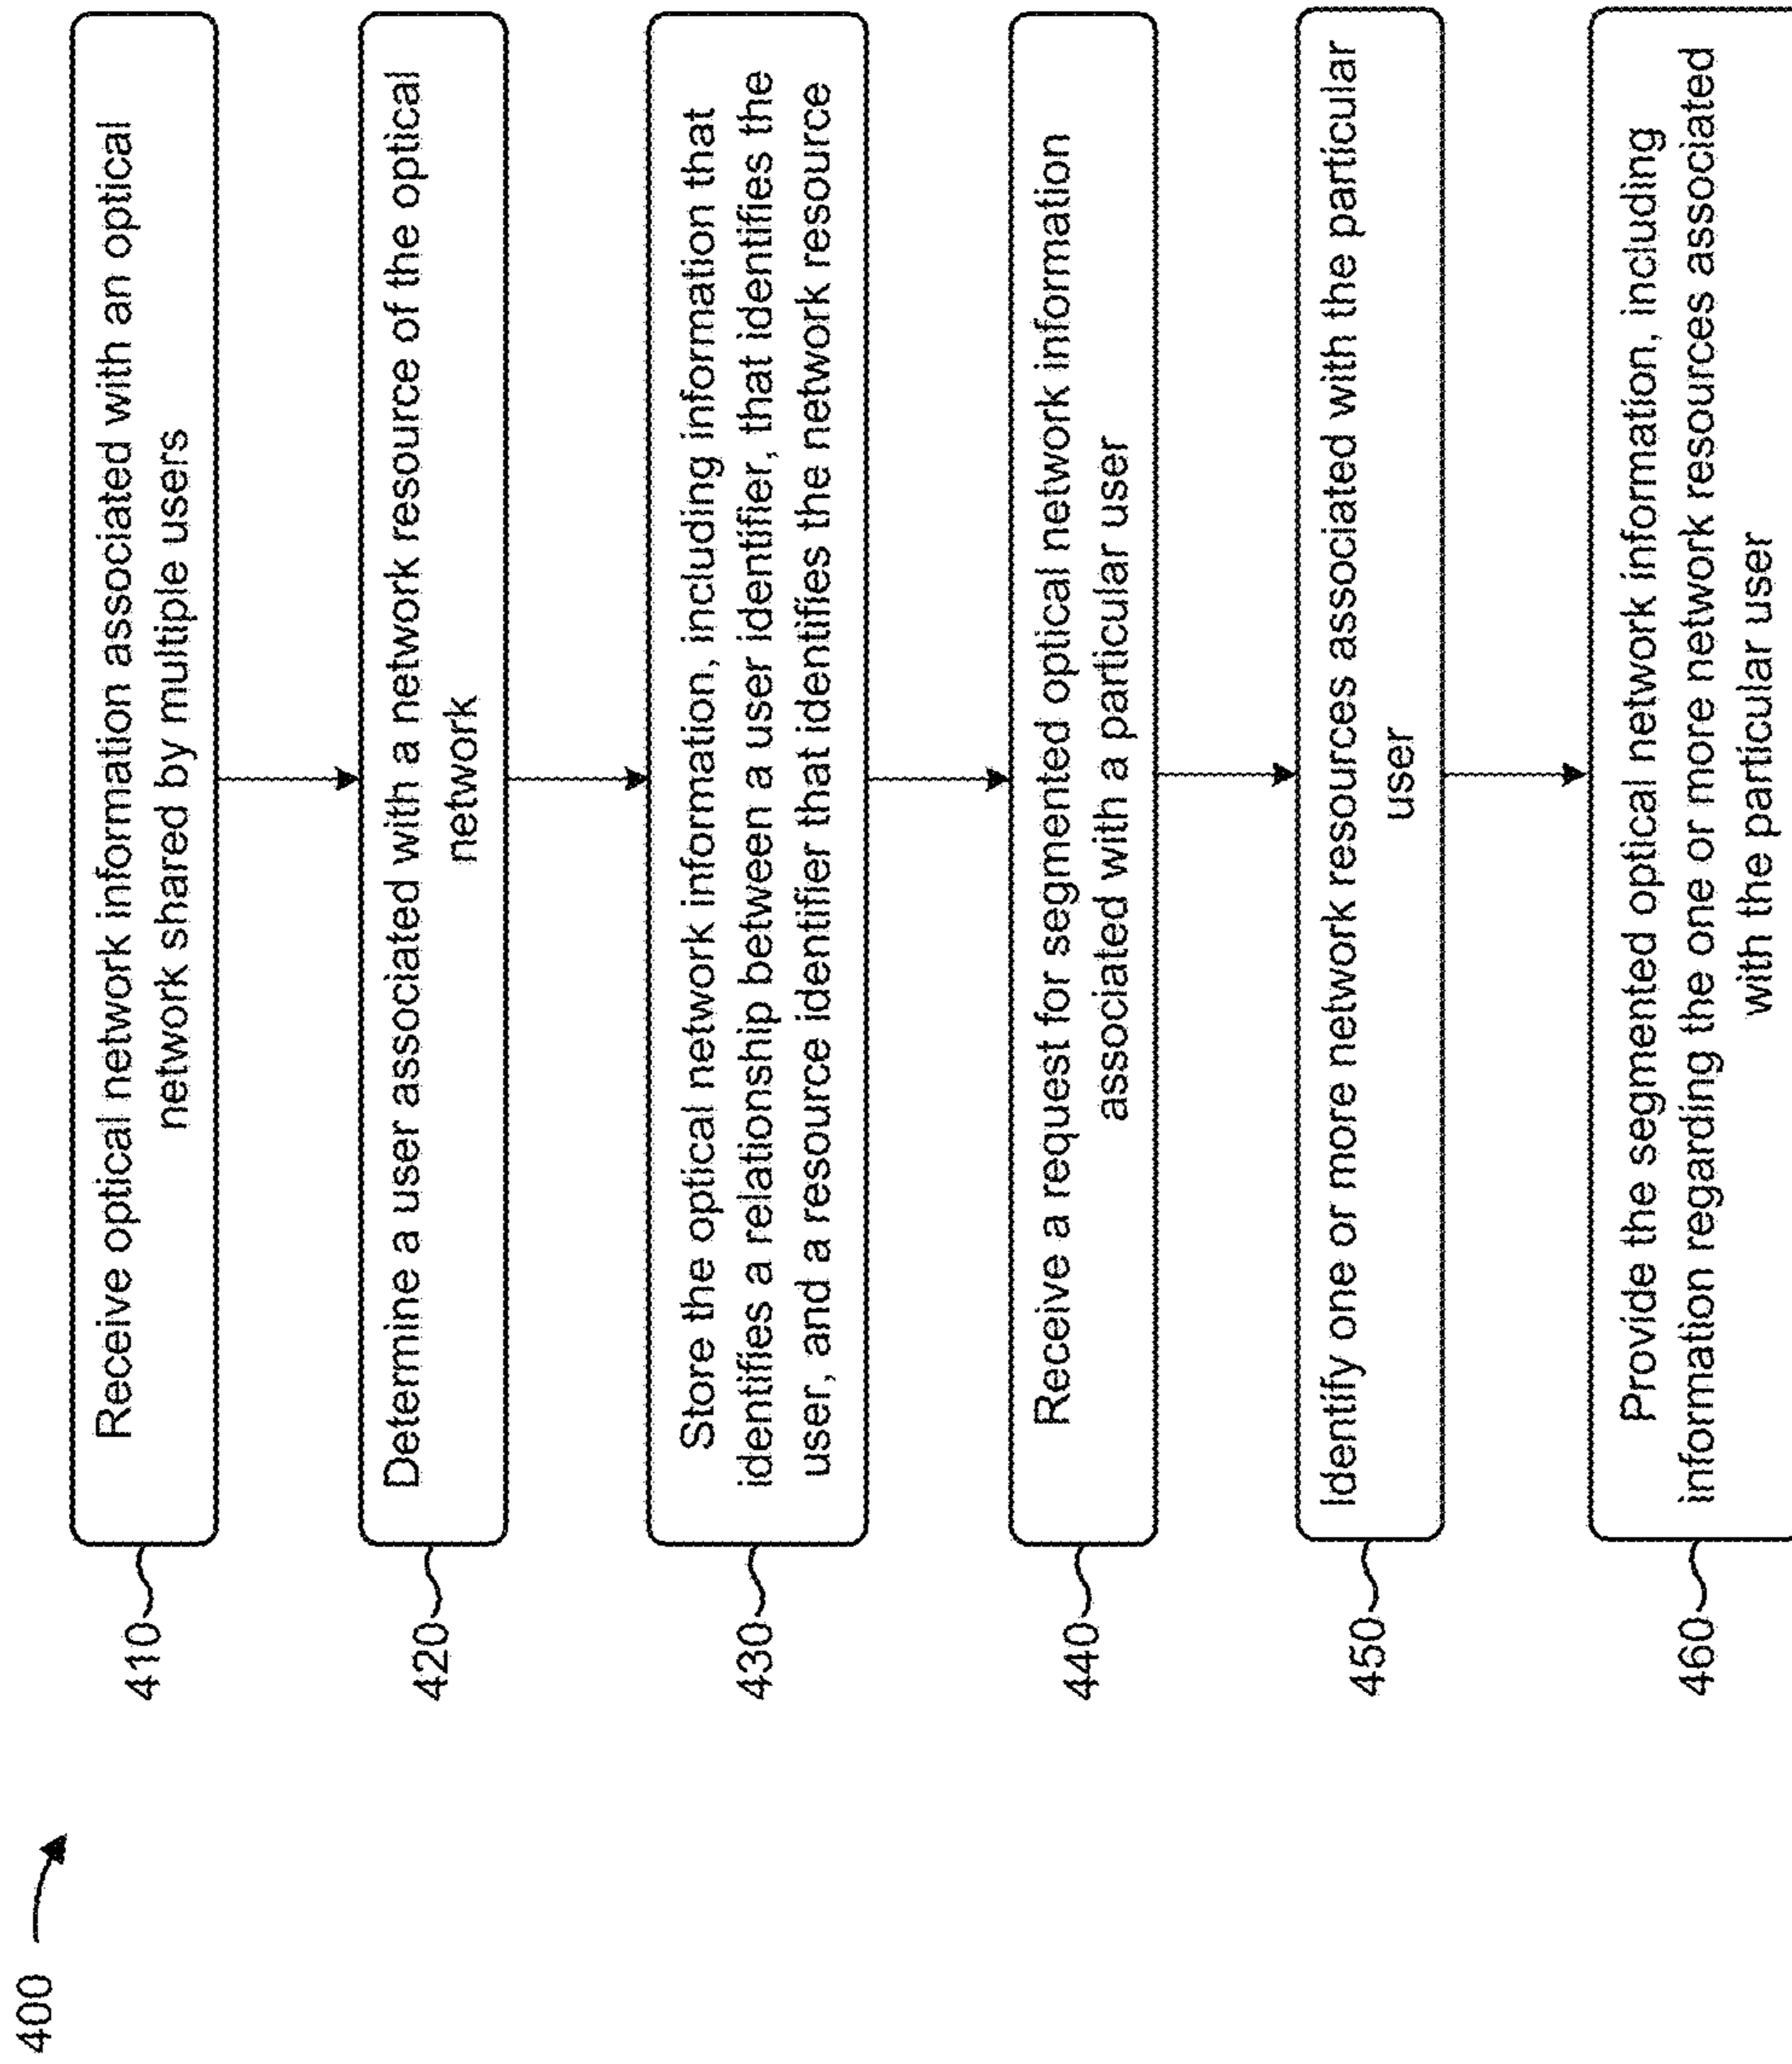 400
410
Receive optical network information associated with an optical
network shared by multiple users
420
Determine a user associated with a network resource of the optical
network
430
Store the optical network information, including information that
identifies a relationship between a user identifier, that identifies the
user, and a resource identifier that identifies the network resource
440
Receive a request for segmented optical network information
associated with a particular user
450
Identify one or more network resources associated with the particular
user
460
Provide the segmented optical network information, including
information regarding the one or more network resources associated
with the particular user